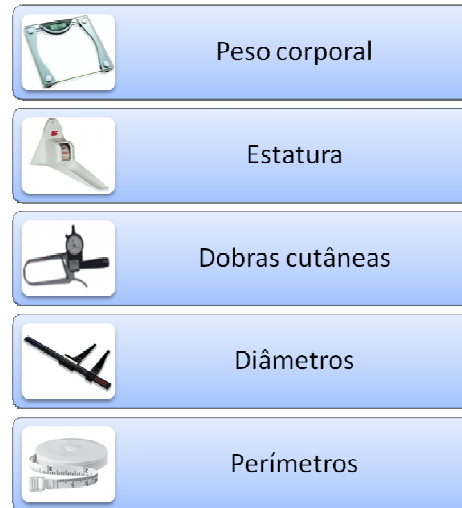 Peso corporal
Estatura
Dobras cutâneas
Diâmetros
Perímetros